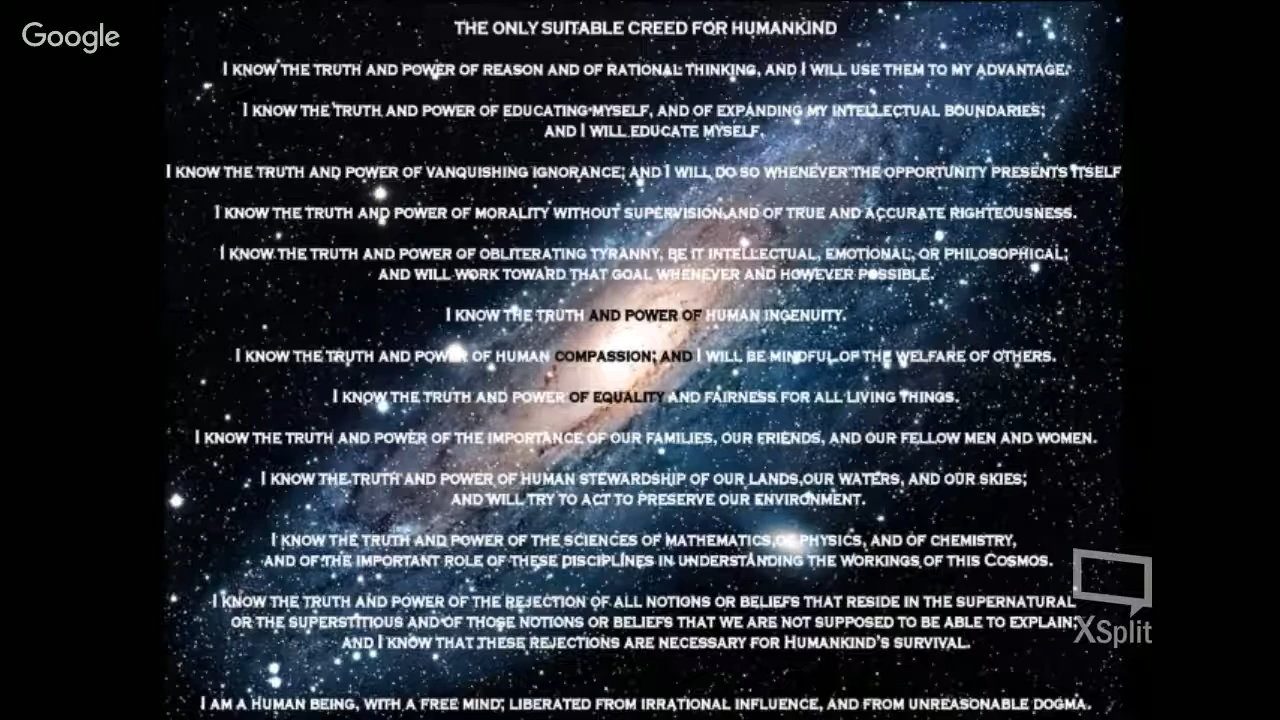 Google
THE ONLY SUITABLE CREED FOR HUMANKIND
I KNOW THE TRUTH AND POWER OF REASON AND OF RATIONAL THINKING, AND I WILL USE THEM TO MY ADVANTAGE.
I KNOW THE TRUTH AND POWER OF EDUCATING MYSELF, AND OF EXPANDING MY INTELLECTUAL BOUNDARIES;
AND I WILL EDUCATE MYSELF.
I KNOW THE TRUTH AND POWER OF VANQUISHING IGNORANCE; AND I WILL DO SO WHENEVER THE OPPORTUNITY PRESENTS ITSELF
I KNOW THE TRUTH AND POWER OF MORALITY WITHOUT SUPERVISION,AND OF TRUE AND ACCURATE RIGHTEOUSNESS.
I KNOW THE TRUTH AND POWER OF OBLITERATING TYRANNY, BE IT INTELLECTUAL, EMOTIONAL, OR PHILOSOPHICAL;
AND WILL WORK TOWARD THAT GOAL WHENEVER AND HOWEVER POSSIBLE.
I KNOW THE TRUTH AND POWER OF HUMAN INGENUITY.
I KNOW THE TRUTH AND POWER OF HUMAN COMPASSION; AND I WILL BE MINDFUL OF THE WELFARE OF OTHERS.
I KNOW THE TRUTH AND POWER OF EQUALITY AND FAIRNESS FOR ALL LIVING THINGS.
I KNOW THE TRUTH AND POWER OF THE IMPORTANCE OF OUR FAMILIES, OUR FRIENDS, AND OUR FELLOW MEN AND WOMEN.
I KNOW THE TRUTH AND POWER OF HUMAN STEWARDSHIP OF OUR LANDS,OUR WATERS, AND OUR SKIES;
AND WILL TRY TO ACT TO PRESERVE OUR ENVIRONMENT.
I KNOW THE TRUTH AND POWER OF THE SCIENCES OF MATHEMATICS,OF PHYSICS, AND OF CHEMISTRY,
AND OF THE IMPORTANT ROLE OF THESE DISCIPLINES IN UNDERSTANDING THE WORKINGS OF THIS COSMOS.
I KNOW THE TRUTH AND POWER OF THE REJECTION OF ALL NOTIONS OR BELIEFS THAT RESIDE IN THE SUPERNATURAL
OR THE SUPERSTITIOUS AND OF THOSE NOTIONS OR BELIEFS THAT WE ARE NOT SUPPOSED TO BE ABLE TO EXPLAIN;
AND I KNOW THAT THESE REJECTIONS ARE NECESSARY FOR HUMANKIND'S SURVIVAL.
XSplit
I AM A HUMAN BEING, WITH A FREE MIND; LIBERATED FROM IRRATIONAL INFLUENCE, AND FROM UNREASONABLE DOGMA.